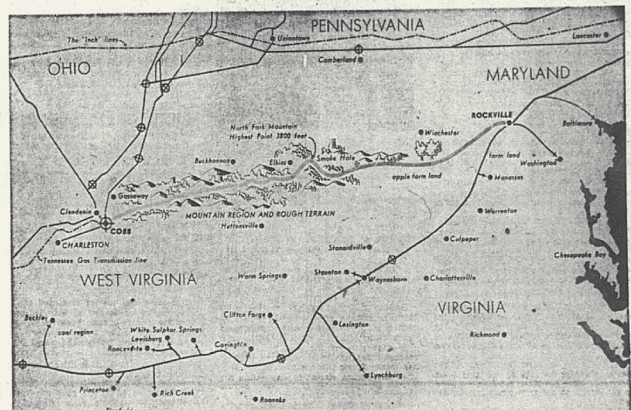 PENNSYLVANIA
The "Inch" lines
Uniontown
Lancaster
OHIO
Cumberland
MARYLAND
ROCKVILLE
North Fork Mountain
Highest Point 3800 feet
Winchester
Baltimore
Buckhannon
Elkins
Smoke Hole
farm land
Washington
apple farm land
Manassas
Gassaway
Clendenin
MOUNTAIN REGION AND ROUGH TERRAIN
Warrenton
COBB
Huttonsville
CHARLESTON
Stanardsville
Culpeper
Tennessee Gas Transmission line
Chesapeake Bay
WEST VIRGINIA
Warm Springs
Staunton
Waynesboro
Charlottesville
VIRGINIA
Beckley
Clifton Forge
coal region
White Sulphur Springs
Lewisburg
Lexington
Richmond
Ronceverte
Covington
Lynchburg
Princeton
Rich Creek
Roanoke